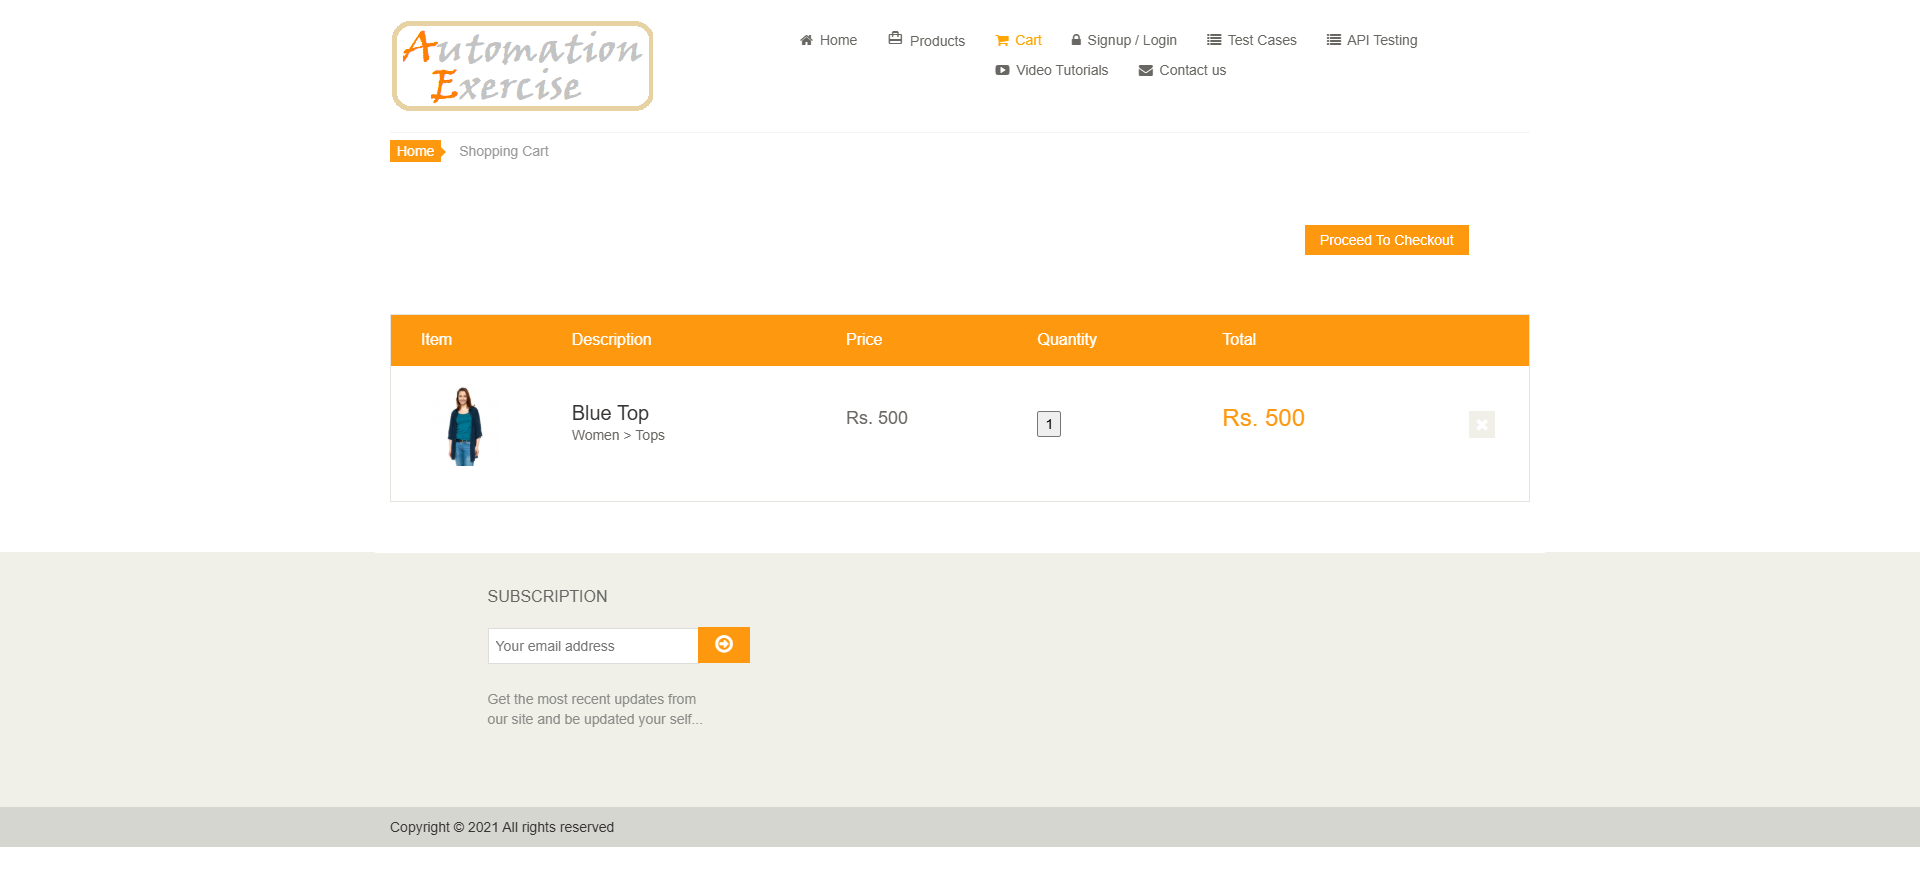 Automation
Exercise
Home
Products
Cart
Signup / Login
Test Cases
API Testing
Video Tutorials
Contact us
Home
Shopping Cart
Proceed To Checkout
Item Description Price Quantity Total
Blue Top
Women > Tops
Rs. 500
1
Rs. 500
SUBSCRIPTION
Your email address
Get the most recent updates from
our site and be updated your self...
Copyright © 2021 All rights reserved